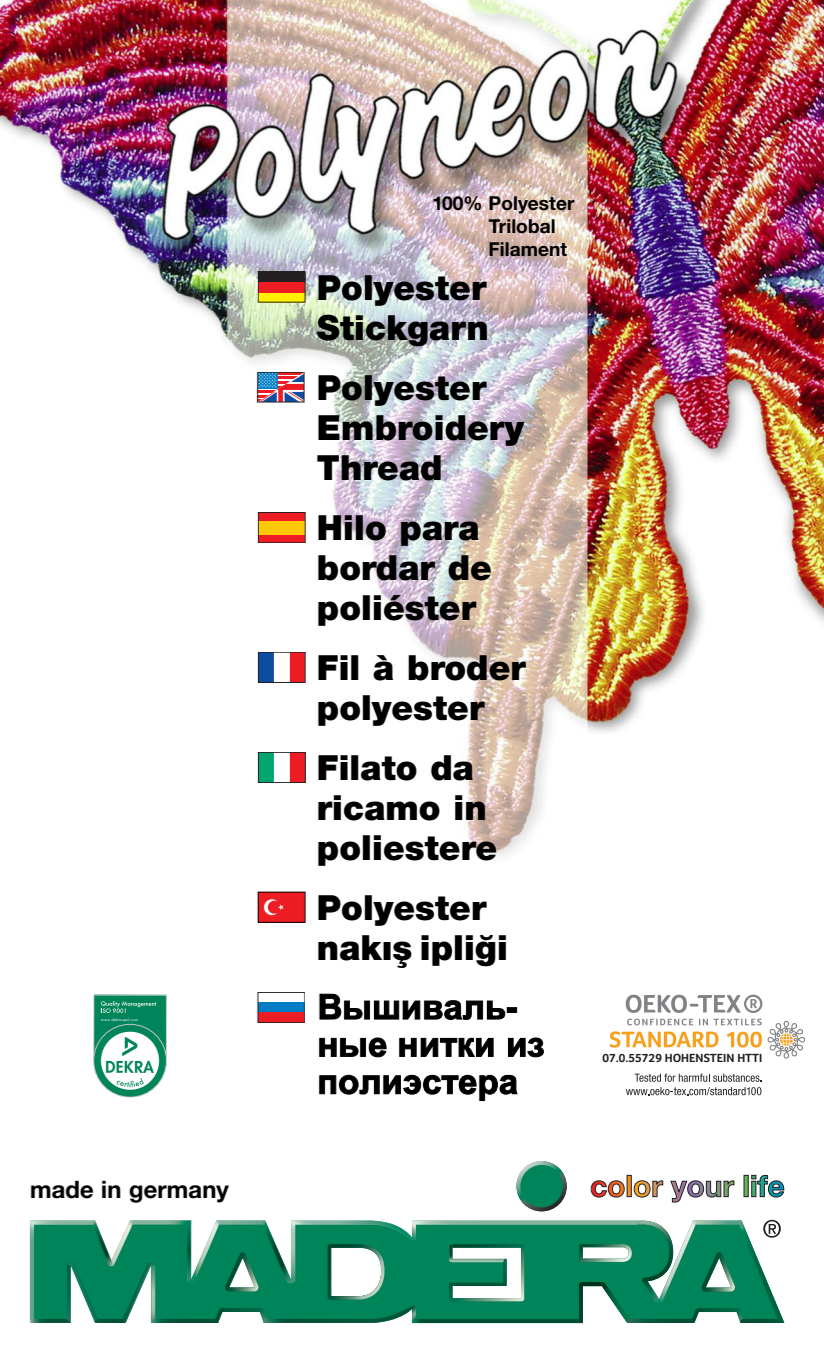 Polyneon
100% Polyester
Trilobal
Filament
Polyester
Stickgarn
Polyester
Embroidery
Thread
Hilo para
bordar de
poliéster
Fil à broder
polyester
Filato da
ricamo in
poliestere
Polyester
nakış ipliği
Вышиваль-
ные нитки из
полиэстера
Quality Management
ISO 9001
DEKRA
certified
OEKO-TEX®
CONFIDENCE IN TEXTILES
STANDARD 100
07.0.55729 HOHENSTEIN HTTI
Tested for harmful substances.
www.oeko-tex.com/standard100
made in germany
color your life
MADEIRA®